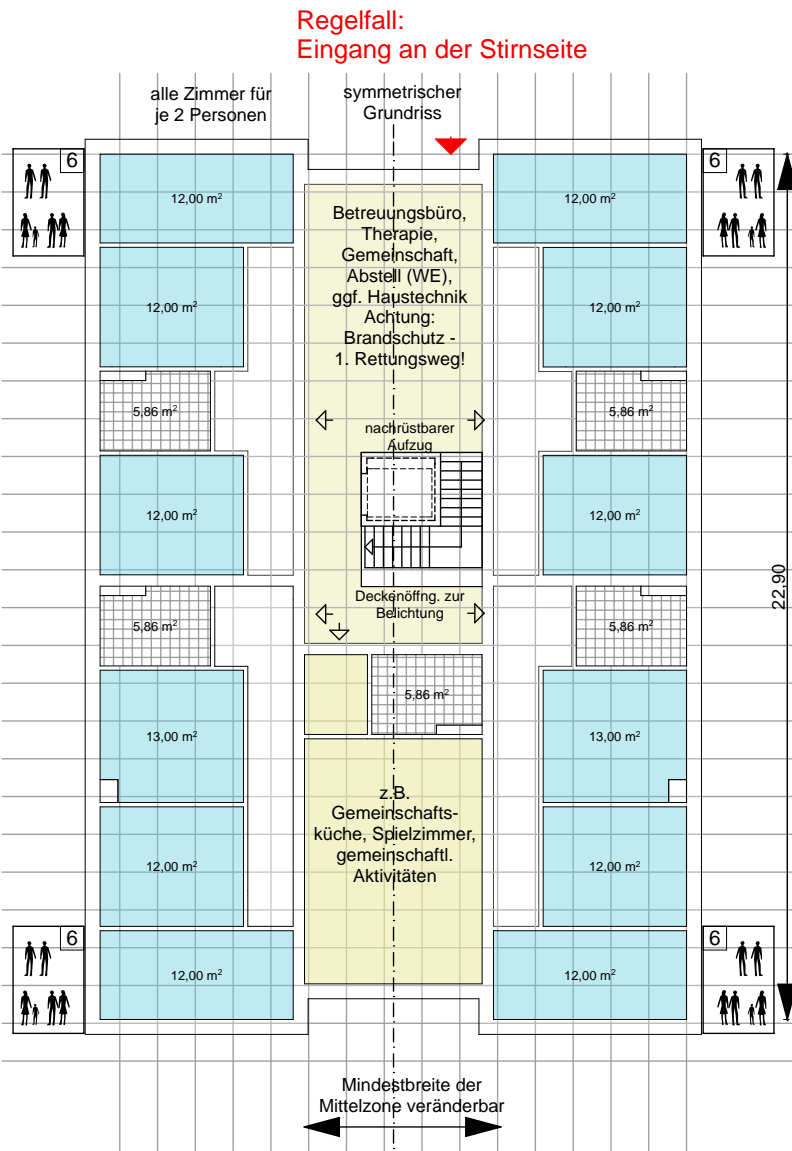 Regelfall:
Eingang an der Stirnseite
alle Zimmer für
je 2 Personen
symmetrischer
Grundriss
6
6
12,00 m²
12,00 m²
Betreuungsbüro,
Therapie,
Gemeinschaft,
Abstell (WE),
ggf. Haustechnik
Achtung:
Brandschutz -
1. Rettungsweg!
12,00 m²
12,00 m²
5,86 m²
5,86 m²
nachrüstbarer
Aufzug
12,00 m²
12,00 m²
22,90
Deckenöffng. zur
Belichtung
5,86 m²
5,86 m²
5,86 m²
13,00 m²
13,00 m²
z.B.
Gemeinschafts-
küche, Spielzimmer,
gemeinschaftl.
Aktivitäten
12,00 m²
12,00 m²
6
6
12,00 m²
12,00 m²
Mindestbreite der
Mittelzone veränderbar